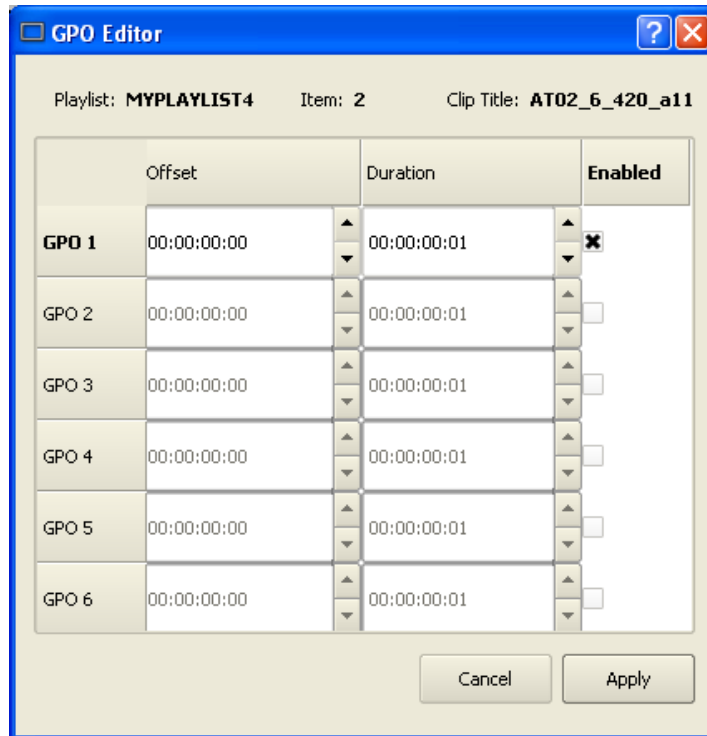 GPO Editor
Playlist: MYPLAYLIST4 Item: 2 Clip Title: AT02_6_420_a11
Offset Duration Enabled
GPO 1 00:00:00:00 00:00:00:01
GPO 2 00:00:00:00 00:00:00:01
GPO 3 00:00:00:00 00:00:00:01
GPO 4 00:00:00:00 00:00:00:01
GPO 5 00:00:00:00 00:00:00:01
GPO 6 00:00:00:00 00:00:00:01
Cancel Apply